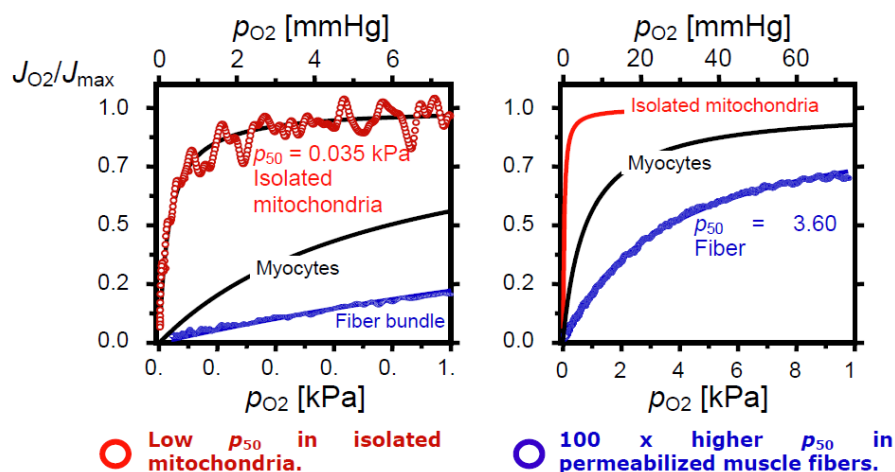 pO2 [mmHg]
0 2 4 6
JO2/Jmax
1.0
0.7
0.5
0.2
0.0
p50 = 0.035 kPa
Isolated
mitochondria
Myocytes
Fiber bundle
0. 0. 0. 0. 0. 1.
pO2 [kPa]
Low p50 in isolated
mitochondria.
pO2 [mmHg]
0 20 40 60
1.0
0.7
0.5
0.2
0.0
Isolated mitochondria
Myocytes
p50 = 3.60
Fiber
0 2 4 6 8 1
pO2 [kPa]
100 x higher p50 in
permeabilized muscle fibers.